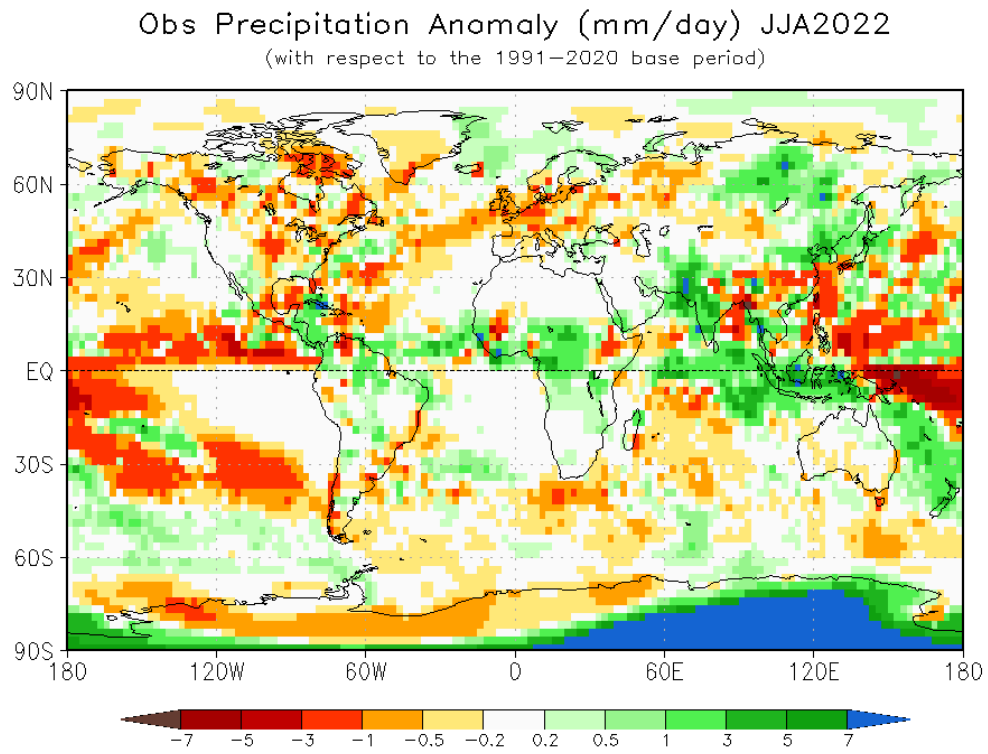 Obs Precipitation Anomaly (mm/day) JJA2022
(with respect to the 1991−2020 base period)
90N
60N
30N
EQ
30S
60S
90S
180 120W 60W 0 60E 120E 180
−7 −5 −3 −1 −0.5 −0.2 0.2 0.5 1 3 5 7